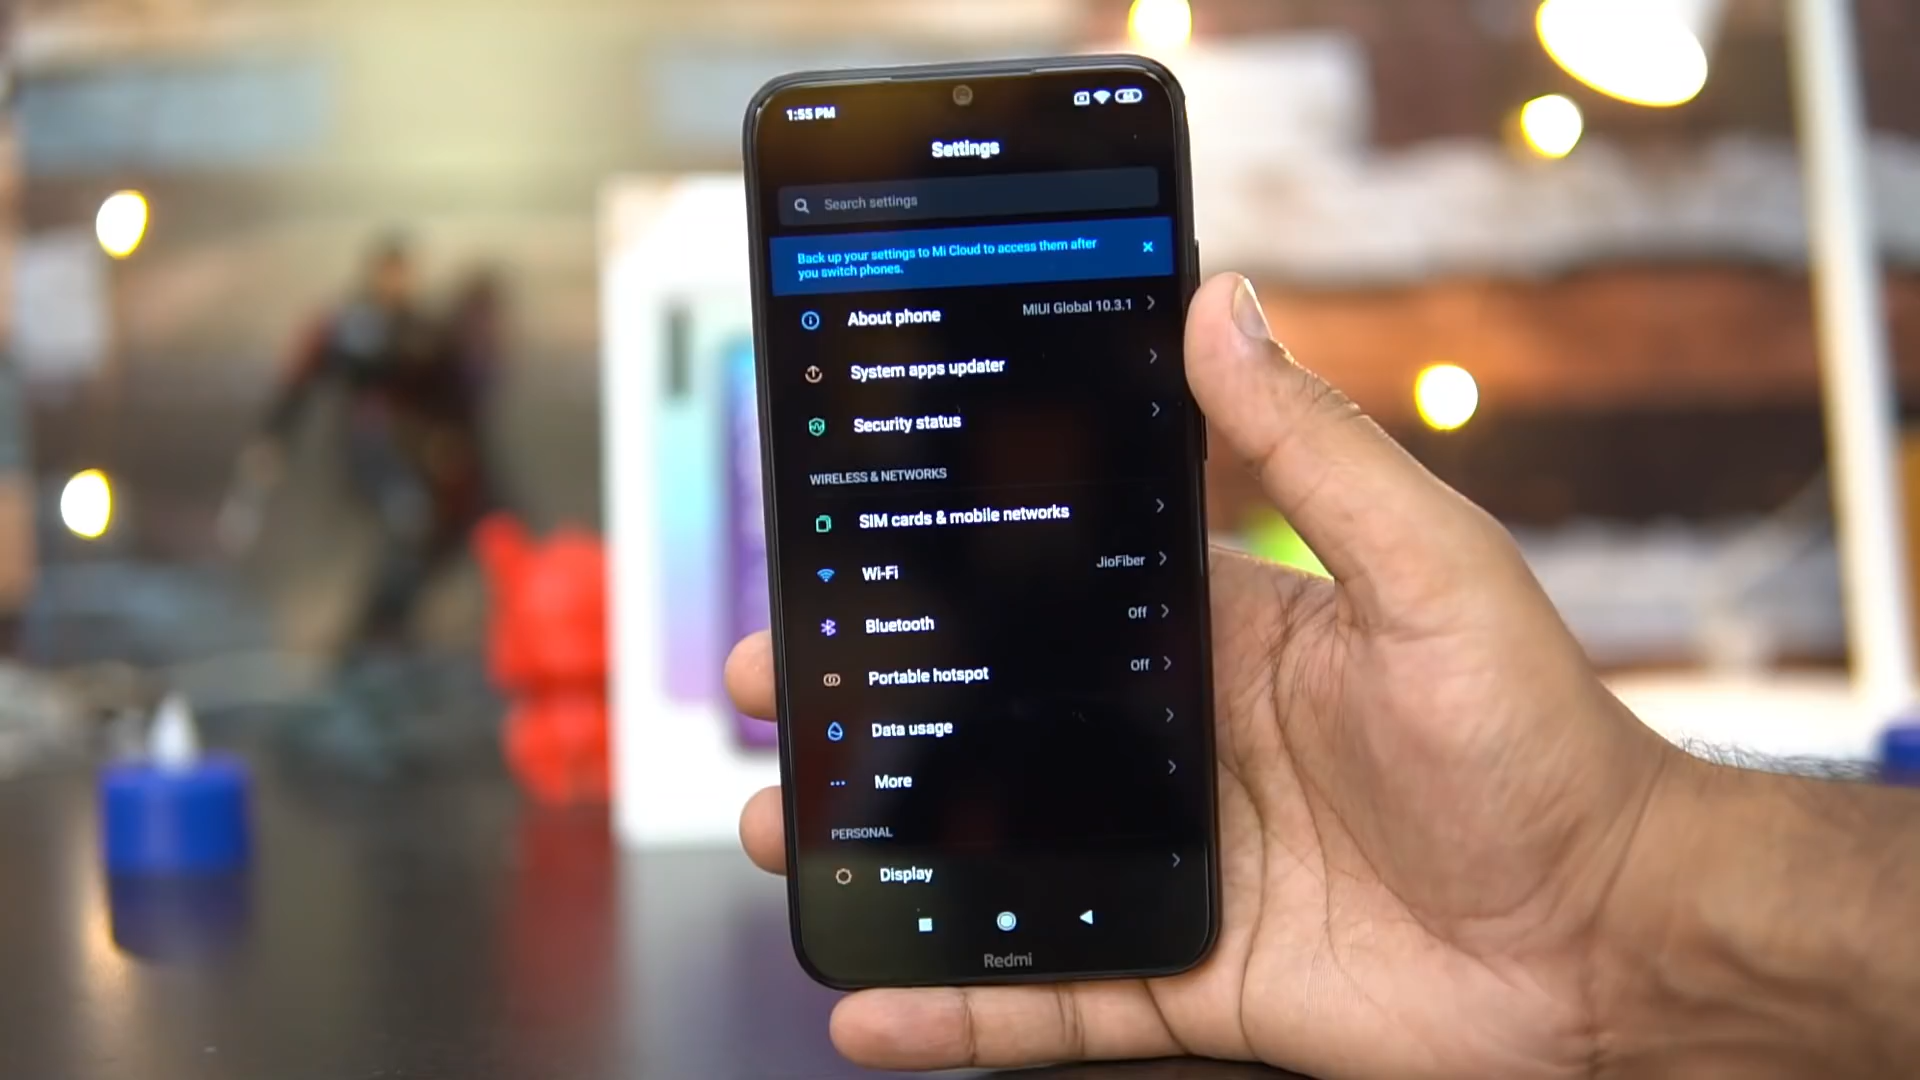 1:55 PM
Settings
Search settings
Back up your settings to Mi Cloud to access them after
you switch phones.
About phone MIUI Global 10.3.1
System apps updater
Security status
WIRELESS & NETWORKS
SIM cards & mobile networks
Wi-Fi JioFiber
Bluetooth Off
Portable hotspot Off
Data usage
More
PERSONAL
Display
Redmi